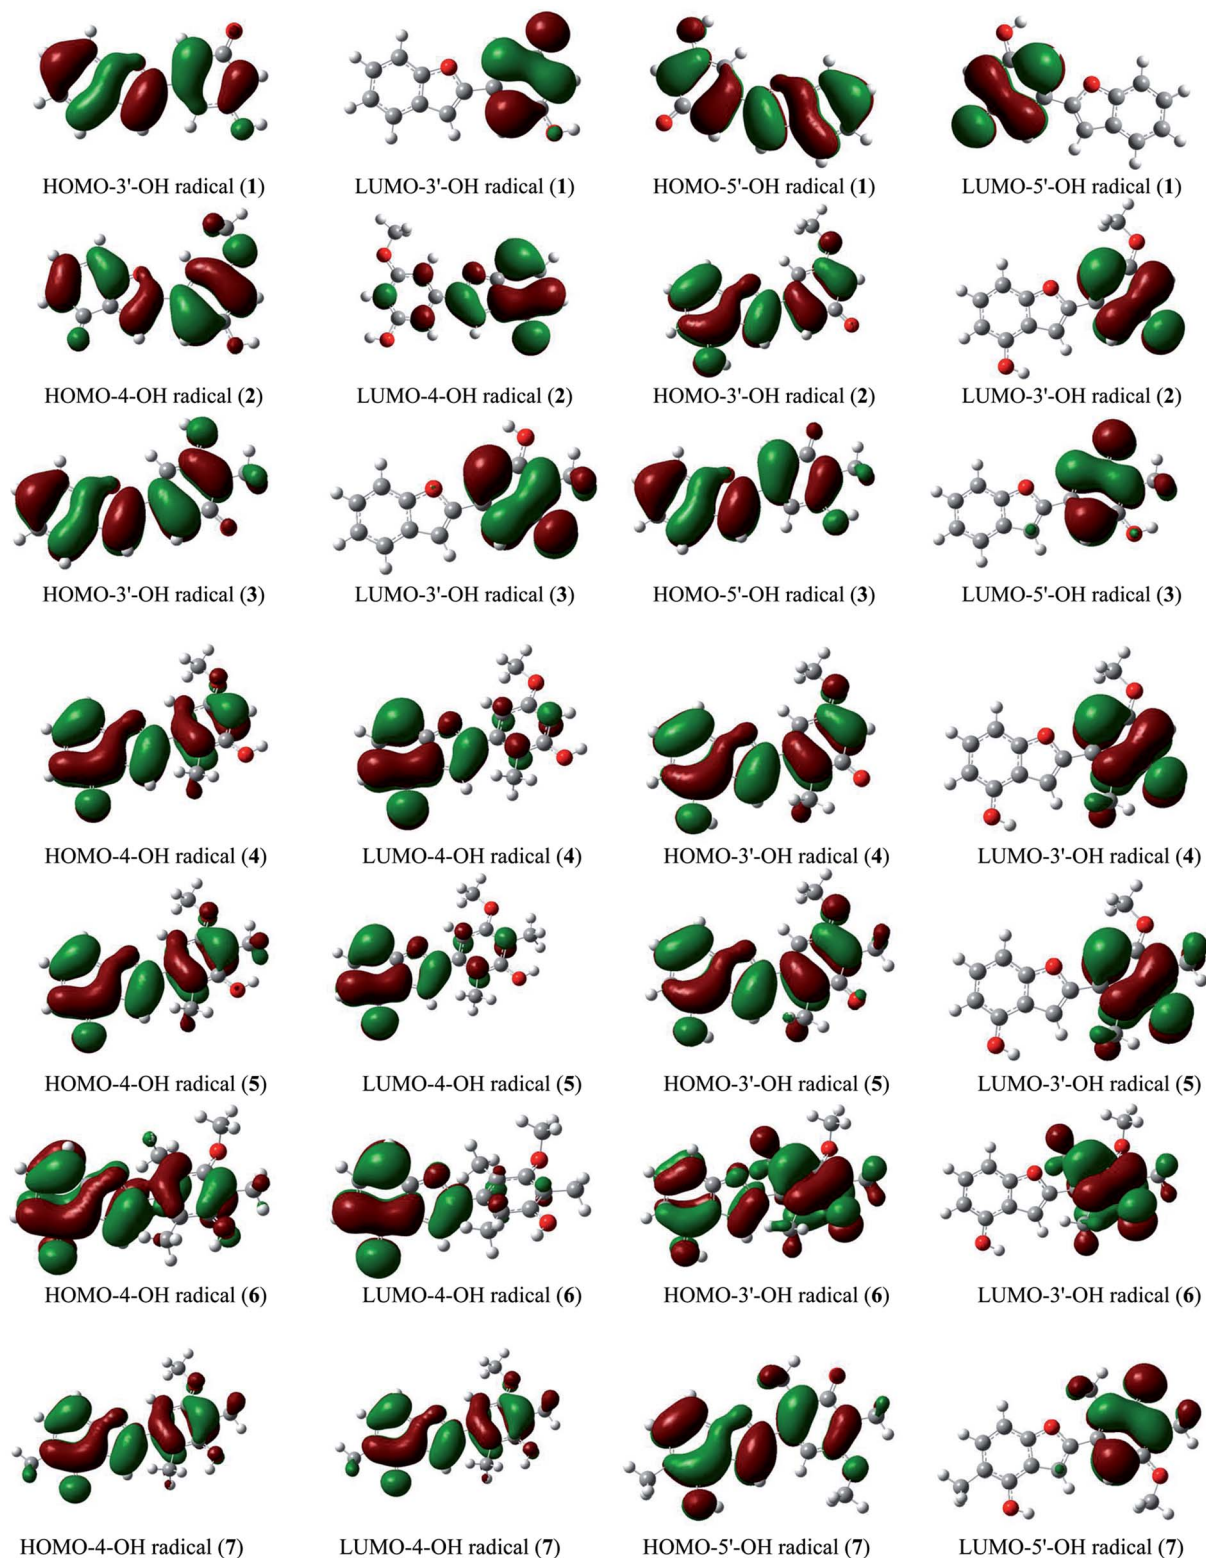 HOMO-3'-OH radical (1) LUMO-3'-OH radical (1) HOMO-5'-OH radical (1) LUMO-5'-OH radical (1)
HOMO-4-OH radical (2) LUMO-4-OH radical (2) HOMO-3'-OH radical (2) LUMO-3'-OH radical (2)
HOMO-3'-OH radical (3) LUMO-3'-OH radical (3) HOMO-5'-OH radical (3) LUMO-5'-OH radical (3)
HOMO-4-OH radical (4) LUMO-4-OH radical (4) HOMO-3'-OH radical (4) LUMO-3'-OH radical (4)
HOMO-4-OH radical (5) LUMO-4-OH radical (5) HOMO-3'-OH radical (5) LUMO-3'-OH radical (5)
HOMO-4-OH radical (6) LUMO-4-OH radical (6) HOMO-3'-OH radical (6) LUMO-3'-OH radical (6)
HOMO-4-OH radical (7) LUMO-4-OH radical (7) HOMO-5'-OH radical (7) LUMO-5'-OH radical (7)